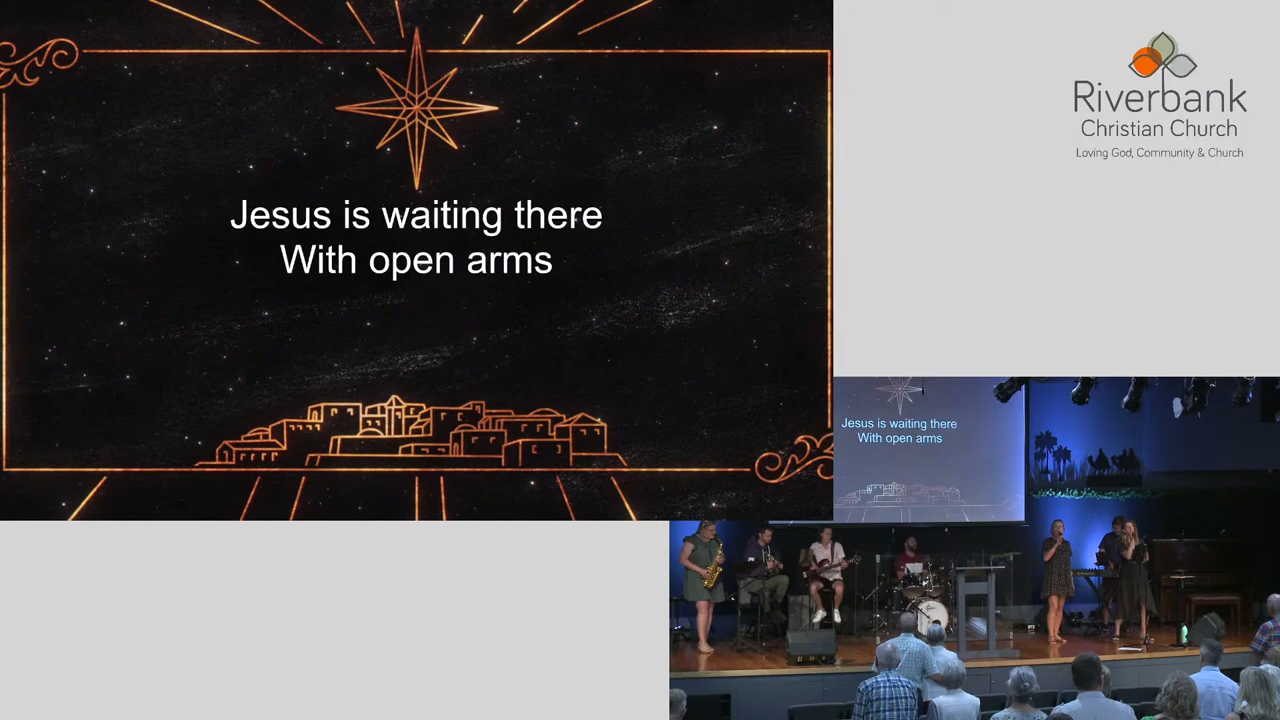 Jesus is waiting there
With open arms
Riverbank
Christian Church
Loving God, Community & Church
Jesus is waiting there
With open arms